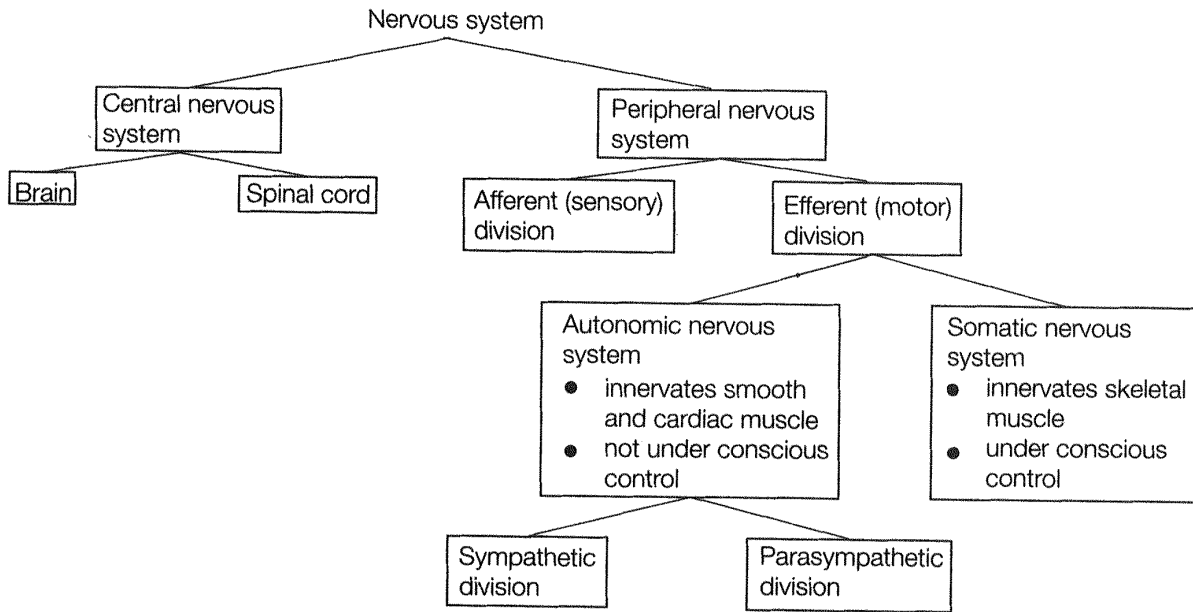 Nervous system
Central nervous
system
Peripheral nervous
system
Brain
Spinal cord
Afferent (sensory)
division
Efferent (motor)
division
Autonomic nervous
system
● innervates smooth
and cardiac muscle
● not under conscious
control
Somatic nervous
system
● innervates skeletal
muscle
● under conscious
control
Sympathetic
division
Parasympathetic
division